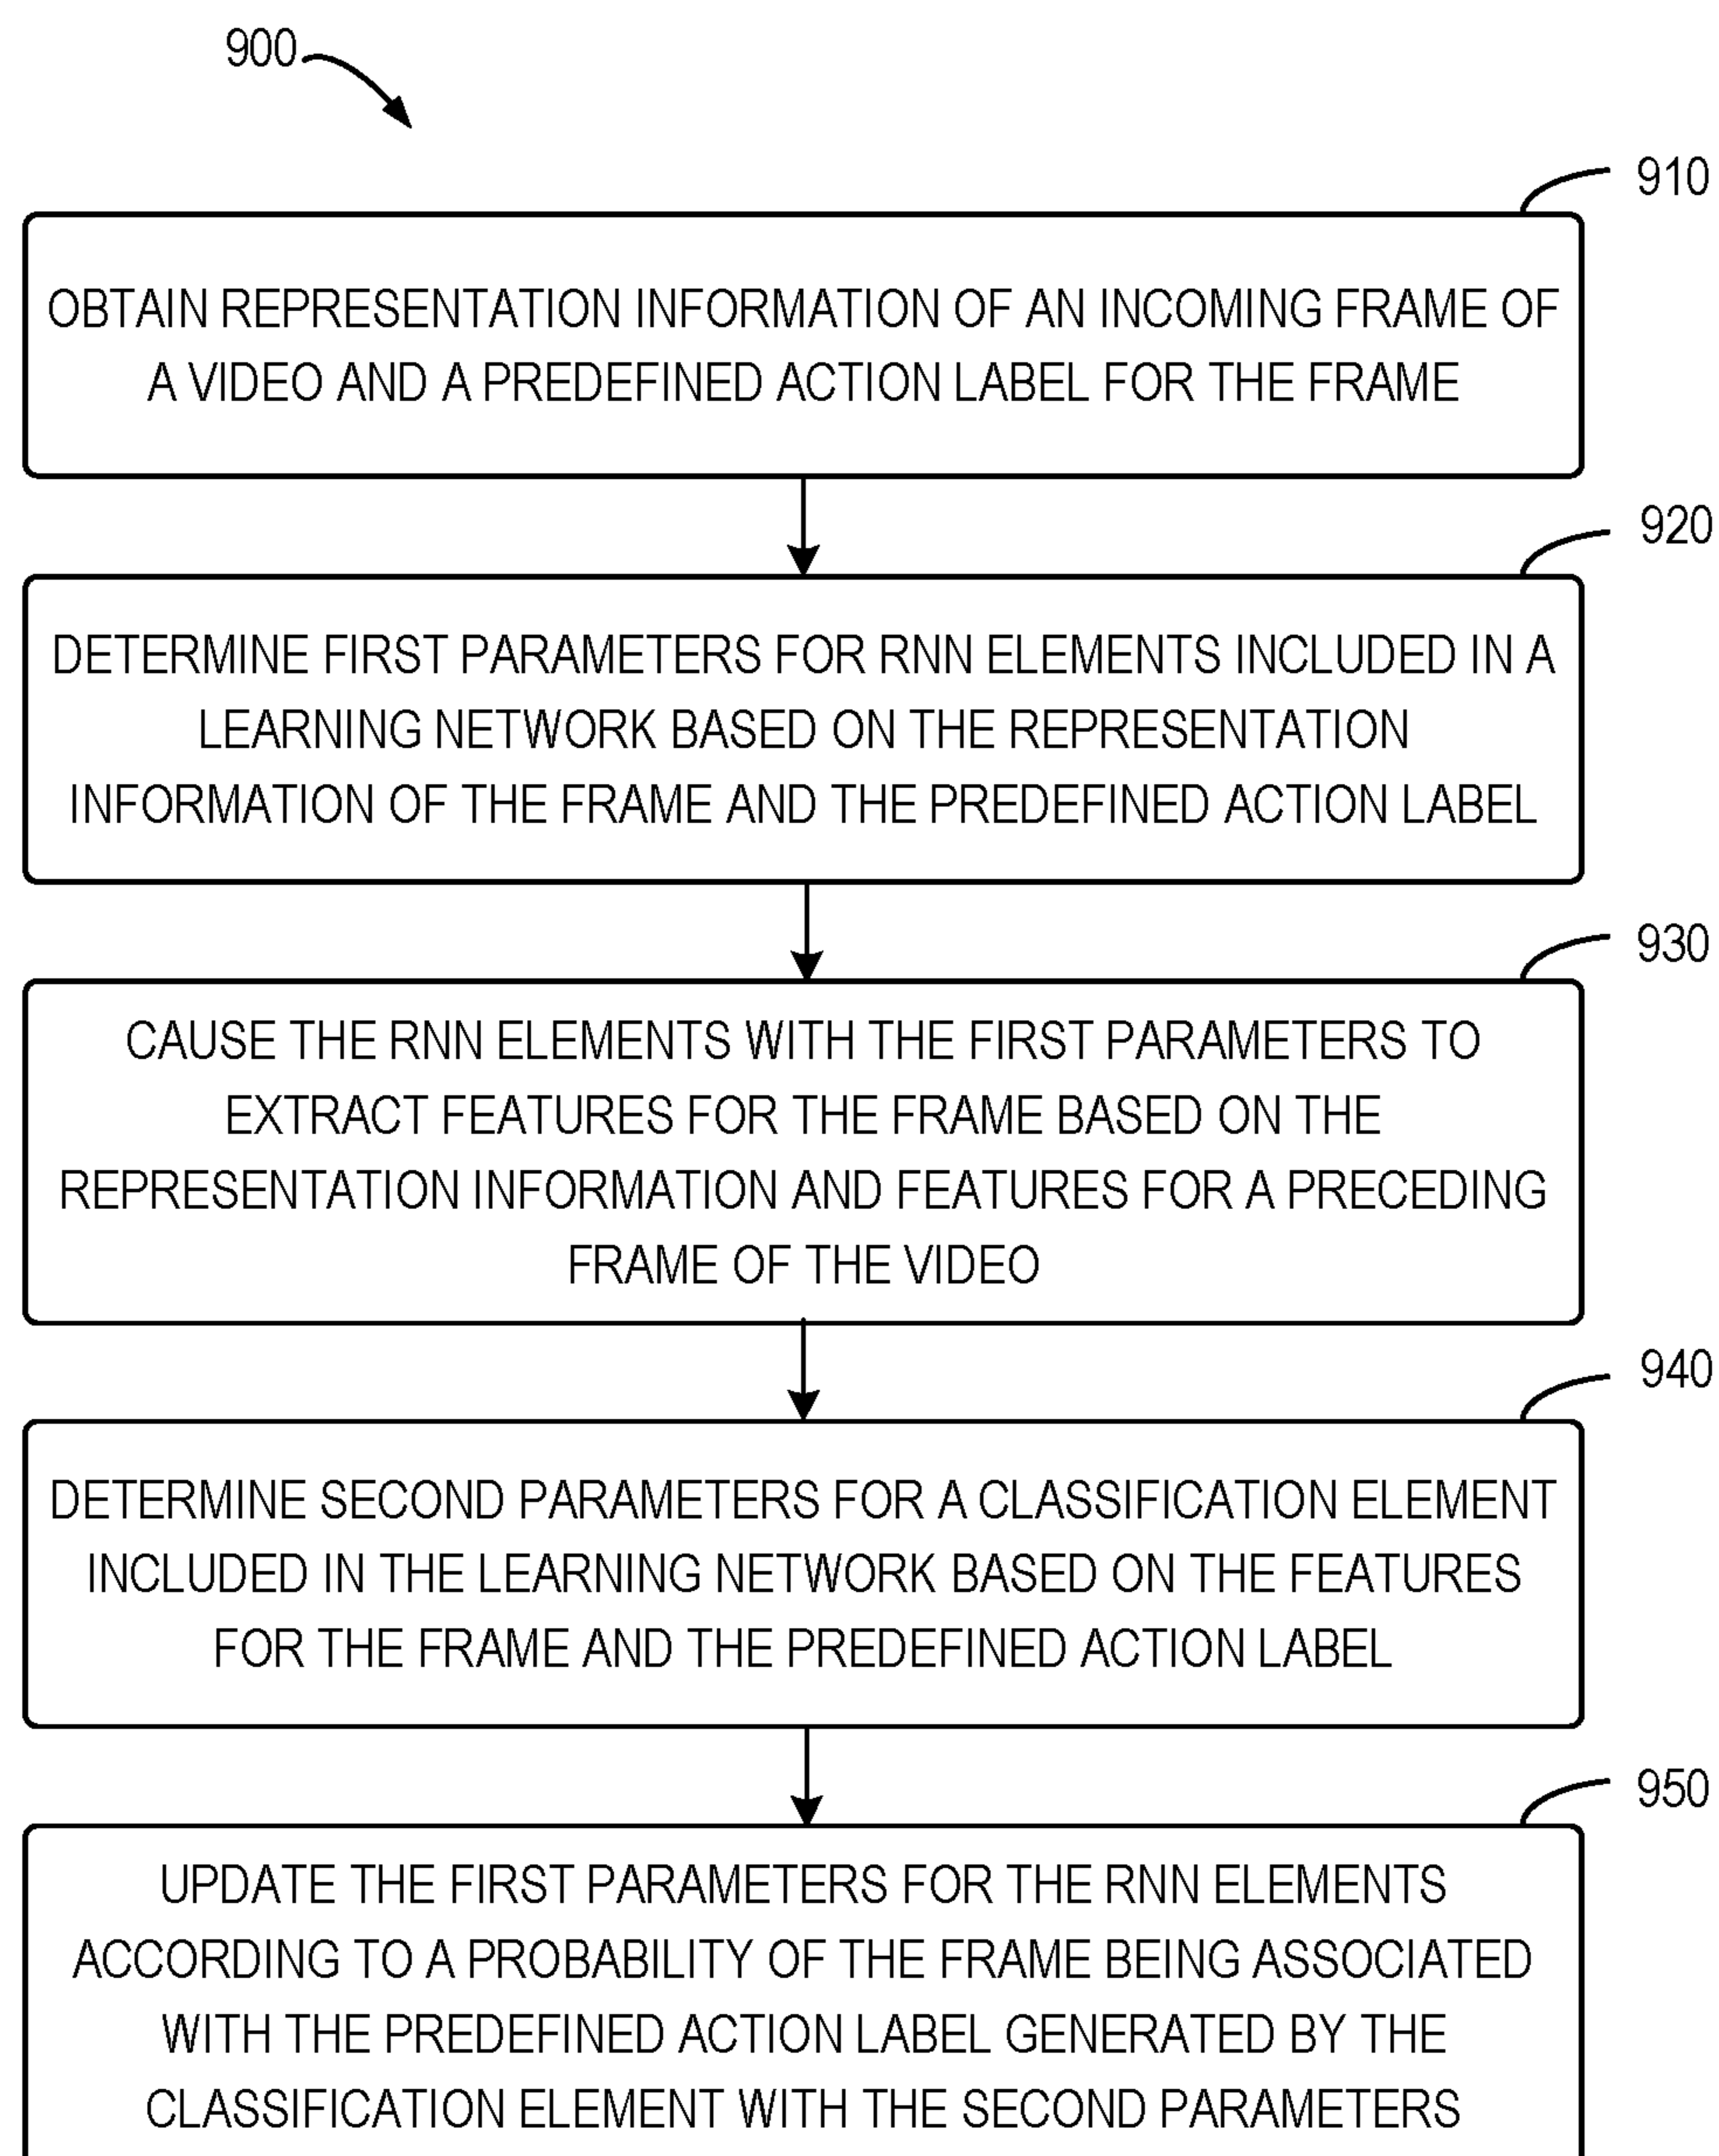 900
910
OBTAIN REPRESENTATION INFORMATION OF AN INCOMING FRAME OF
A VIDEO AND A PREDEFINED ACTION LABEL FOR THE FRAME
920
DETERMINE FIRST PARAMETERS FOR RNN ELEMENTS INCLUDED IN A
LEARNING NETWORK BASED ON THE REPRESENTATION
INFORMATION OF THE FRAME AND THE PREDEFINED ACTION LABEL
930
CAUSE THE RNN ELEMENTS WITH THE FIRST PARAMETERS TO
EXTRACT FEATURES FOR THE FRAME BASED ON THE
REPRESENTATION INFORMATION AND FEATURES FOR A PRECEDING
FRAME OF THE VIDEO
940
DETERMINE SECOND PARAMETERS FOR A CLASSIFICATION ELEMENT
INCLUDED IN THE LEARNING NETWORK BASED ON THE FEATURES
FOR THE FRAME AND THE PREDEFINED ACTION LABEL
950
UPDATE THE FIRST PARAMETERS FOR THE RNN ELEMENTS
ACCORDING TO A PROBABILITY OF THE FRAME BEING ASSOCIATED
WITH THE PREDEFINED ACTION LABEL GENERATED BY THE
CLASSIFICATION ELEMENT WITH THE SECOND PARAMETERS